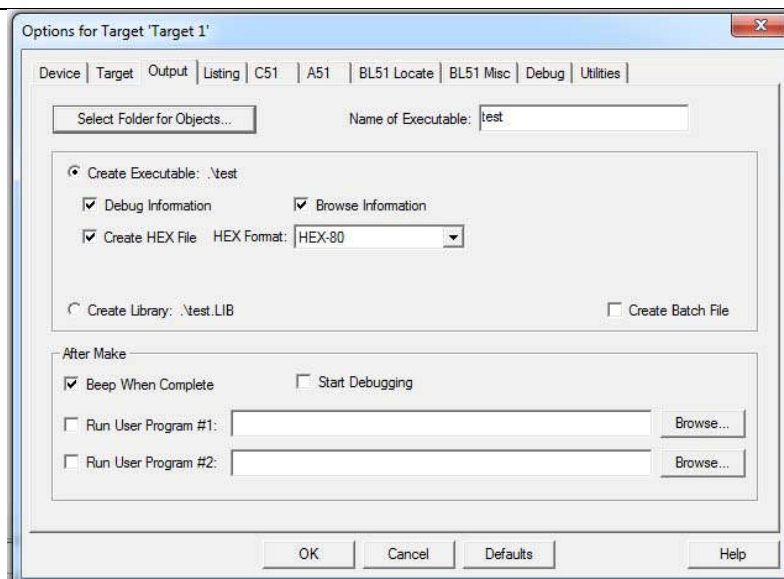 Options for Target 'Target 1'
Device Target Output Listing C51 A51 BL51 Locate BL51 Misc Debug Utilities
Select Folder for Objects... Name of Executable: test
Create Executable: .\test
Debug Information Browse Information
Create HEX File HEX Format: HEX-80
Create Library: .\test.LIB Create Batch File
After Make
Beep When Complete Start Debugging
Run User Program #1: Browse...
Run User Program #2: Browse...
OK Cancel Defaults Help